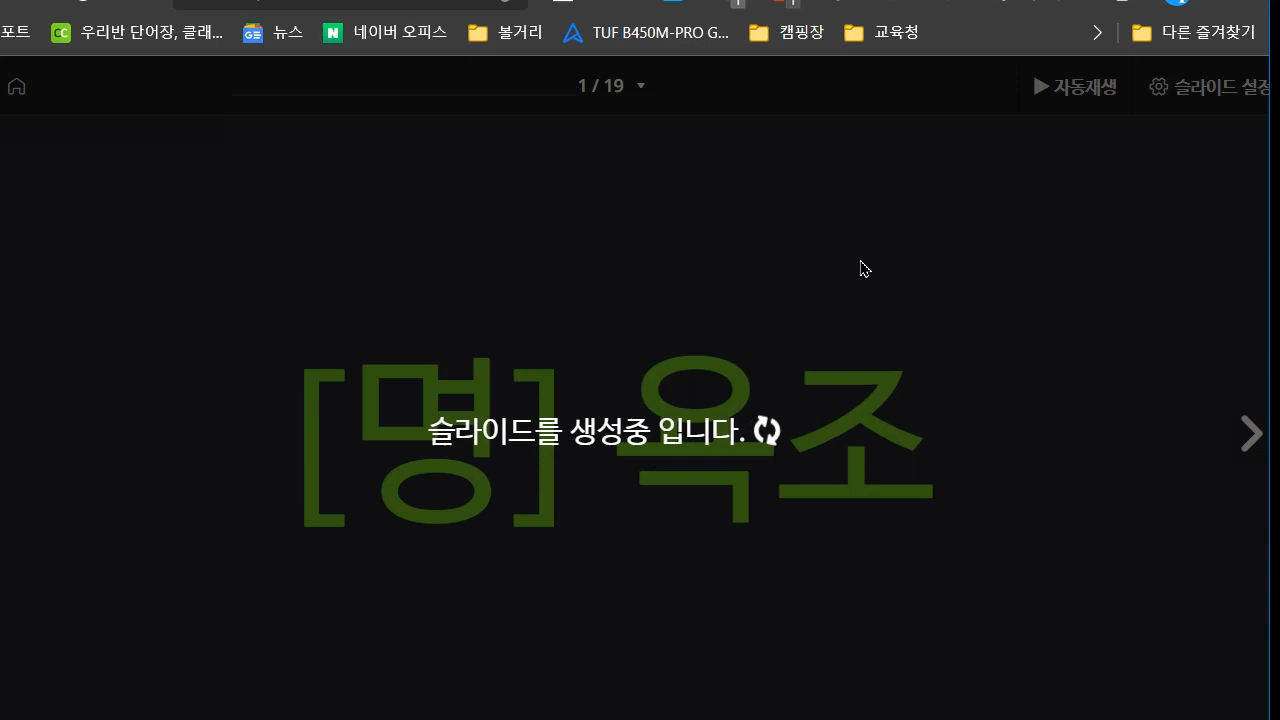 포트 CC 우리반 단어장, 클래... GE 뉴스 N 네이버 오피스 볼거리 TUF B450M-PRO G... 캠핑장 교육청 다른 즐겨찾기
1 / 19 자동재생 슬라이드 설정
[명] 욕조
슬라이드를 생성중 입니다.